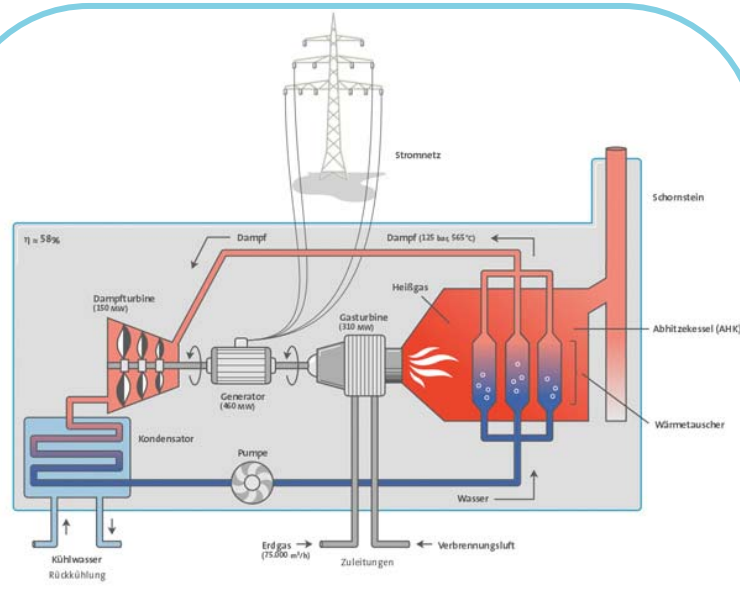 Stromnetz
Schornstein
η ≈ 58%
Dampf
Dampf (125 bar, 565°C)
Heißgas
Dampfturbine
(150 MW)
Gasturbine
(310 MW)
Abhitzekessel (AHK)
Generator
(460 MW)
Wärmetauscher
Kondensator
Pumpe
Wasser
Erdgas
(75.000 m³/h)
Verbrennungsluft
Zuleitungen
Kühlwasser
Rückkühlung